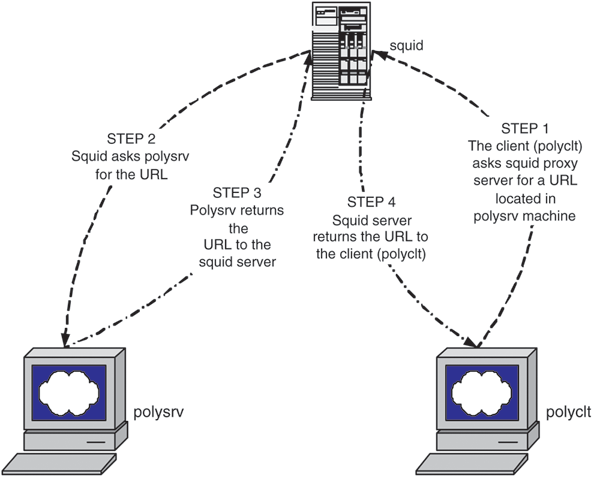 squid
STEP 1
The client (polyclt)
asks squid proxy
server for a URL
located in
polysrv machine
STEP 2
Squid asks polysrv
for the URL
STEP 3
Polysrv returns
the
URL to the
squid server
STEP 4
Squid server
returns the URL to
the client (polyclt)
polysrv
polyclt